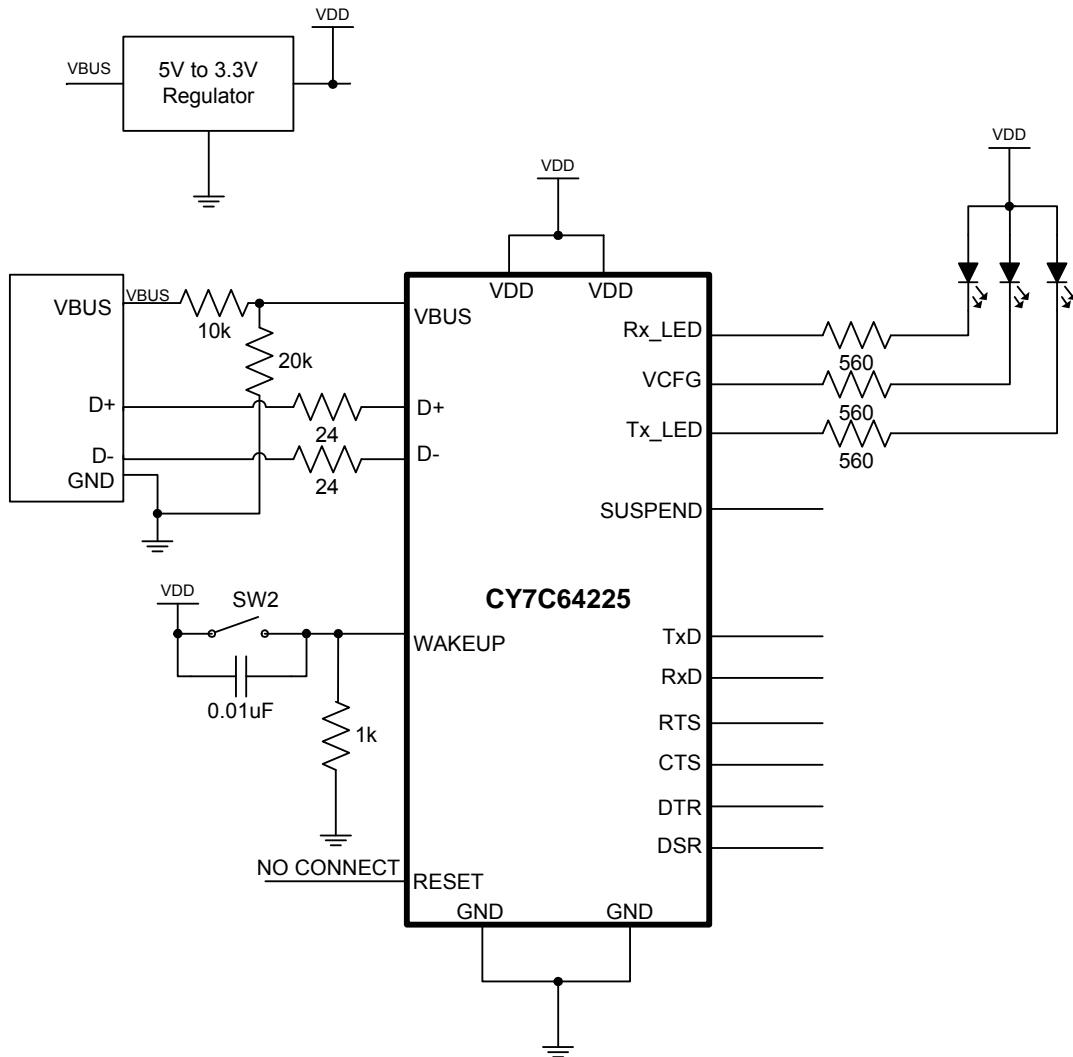 VDD
VBUS
5V to 3.3V
Regulator
VDD
VDD
VDD
VDD
VBUS
VBUS
10k
20k
VBUS
Rx_LED
560
VCFG
560
Tx_LED
560
D+
24
D+
D-
24
D-
GND
SUSPEND
CY7C64225
VDD
SW2
0.01uF
WAKEUP
1k
TxD
RxD
RTS
CTS
DTR
DSR
NO CONNECT
RESET
GND
GND